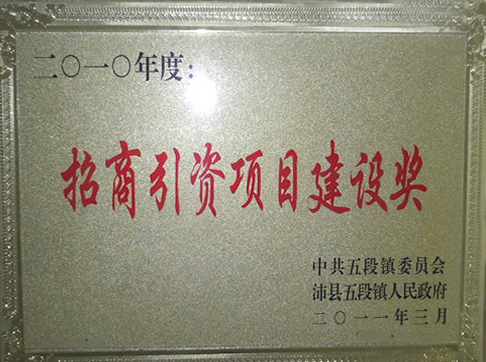 二〇一〇年度：
招商引资项目建设奖
中共五段镇委员会
沛县五段镇人民政府
二〇一一年三月